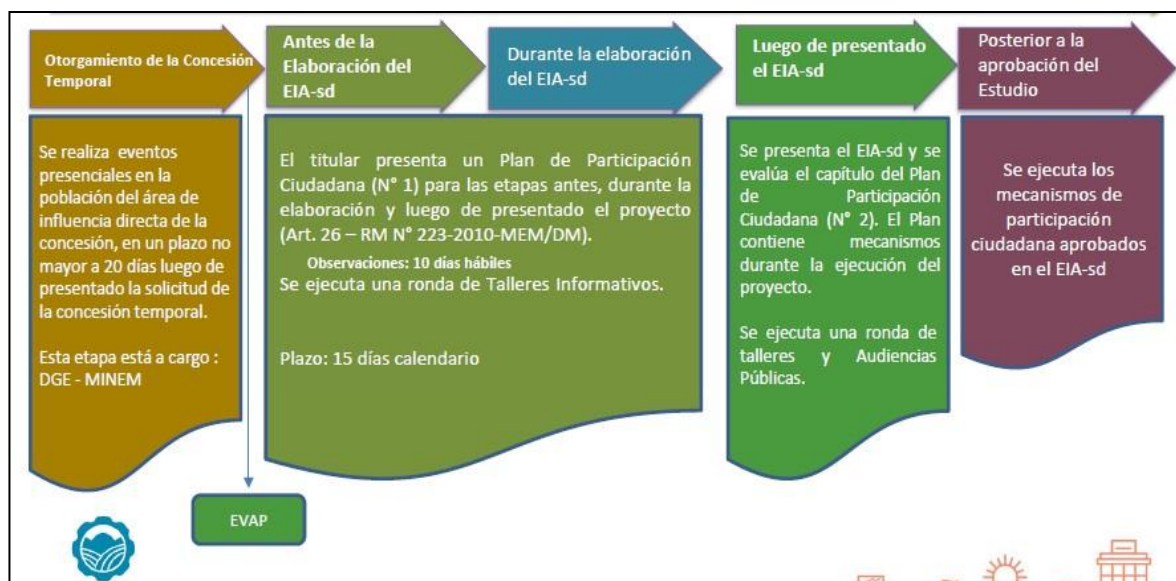 Otorgamiento de la Concesión
Temporal
Antes de la
Elaboración del
EIA-sd
Durante la elaboración
del EIA-sd
Luego de presentado
el EIA-sd
Posterior a la
aprobación del
Estudio
Se realiza eventos
presenciales en la
población del área de
influencia directa de la
concesión, en un plazo no
mayor a 20 días luego de
presentado la solicitud de
la concesión temporal.
Esta etapa está a cargo :
DGE - MINEM
El titular presenta un Plan de Participación
Ciudadana (N° 1) para las etapas antes, durante la
elaboración y luego de presentado el proyecto
(Art. 26 – RM N° 223-2010-MEM/DM).
Observaciones: 10 días hábiles
Se ejecuta una ronda de Talleres Informativos.
Plazo: 15 días calendario
Se presenta el EIA-sd y se
evalúa el capítulo del Plan
de Participación
Ciudadana (N° 2). El Plan
contiene mecanismos
durante la ejecución del
proyecto.
Se ejecuta una ronda de
talleres y Audiencias
Públicas.
Se ejecuta los
mecanismos de
participación
ciudadana aprobados
en el EIA-sd
EVAP